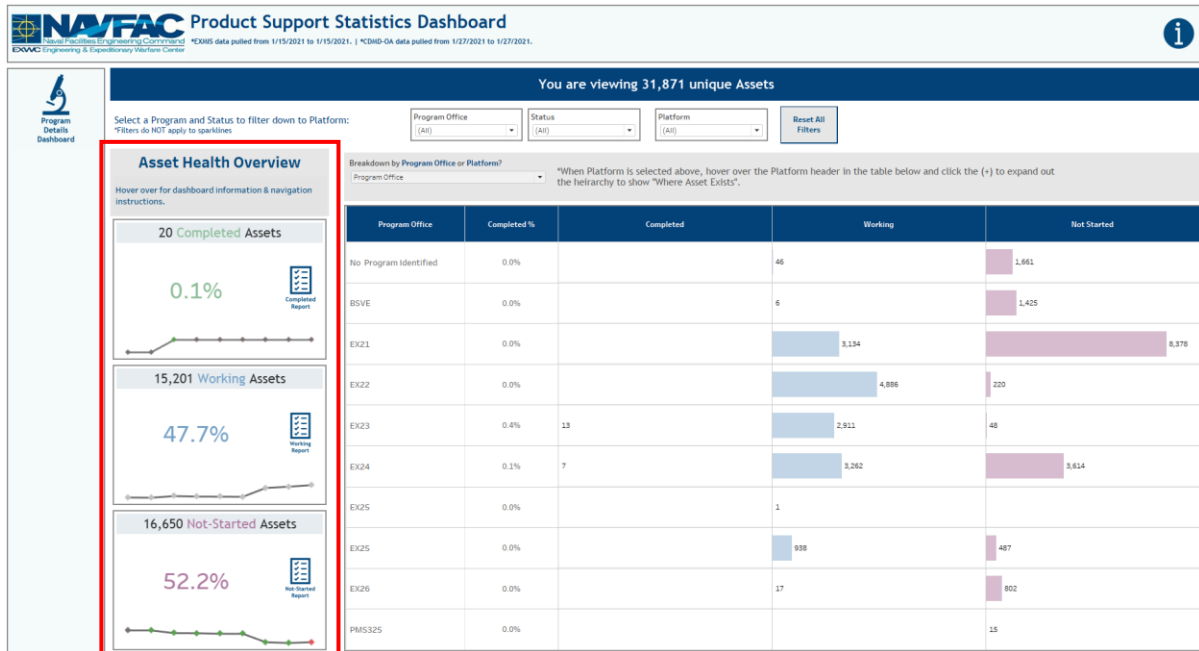 NAVFAC
Naval Facilities Engineering Command
EXWC Engineering & Expeditionary Warfare Center
Product Support Statistics Dashboard
*EXMIS data pulled from 1/15/2021 to 1/15/2021. | *CDMD-OA data pulled from 1/27/2021 to 1/27/2021.
i
Program
Details
Dashboard
You are viewing 31,871 unique Assets
Select a Program and Status to filter down to Platform:
*Filters do NOT apply to sparklines
Program Office
(All)
Status
(All)
Platform
(All)
Reset All
Filters
Asset Health Overview
Hover over for dashboard information & navigation
instructions.
20 Completed Assets
0.1%
Completed
Report
15,201 Working Assets
47.7%
Working
Report
16,650 Not-Started Assets
52.2%
Not-Started
Report
Breakdown by Program Office or Platform?
Program Office
*When Platform is selected above, hover over the Platform header in the table below and click the (+) to expand out
the heirarchy to show "Where Asset Exists".
Program Office Completed % Completed Working Not Started
No Program Identified 0.0% 46 1,661
BSVE 0.0% 6 1,425
EX21 0.0% 3,134 8,378
EX22 0.0% 4,886 220
EX23 0.4% 13 2,911 48
EX24 0.1% 7 3,262 3,614
EX25 0.0% 1
EX25 0.0% 938 487
EX26 0.0% 17 802
PMS325 0.0% 15